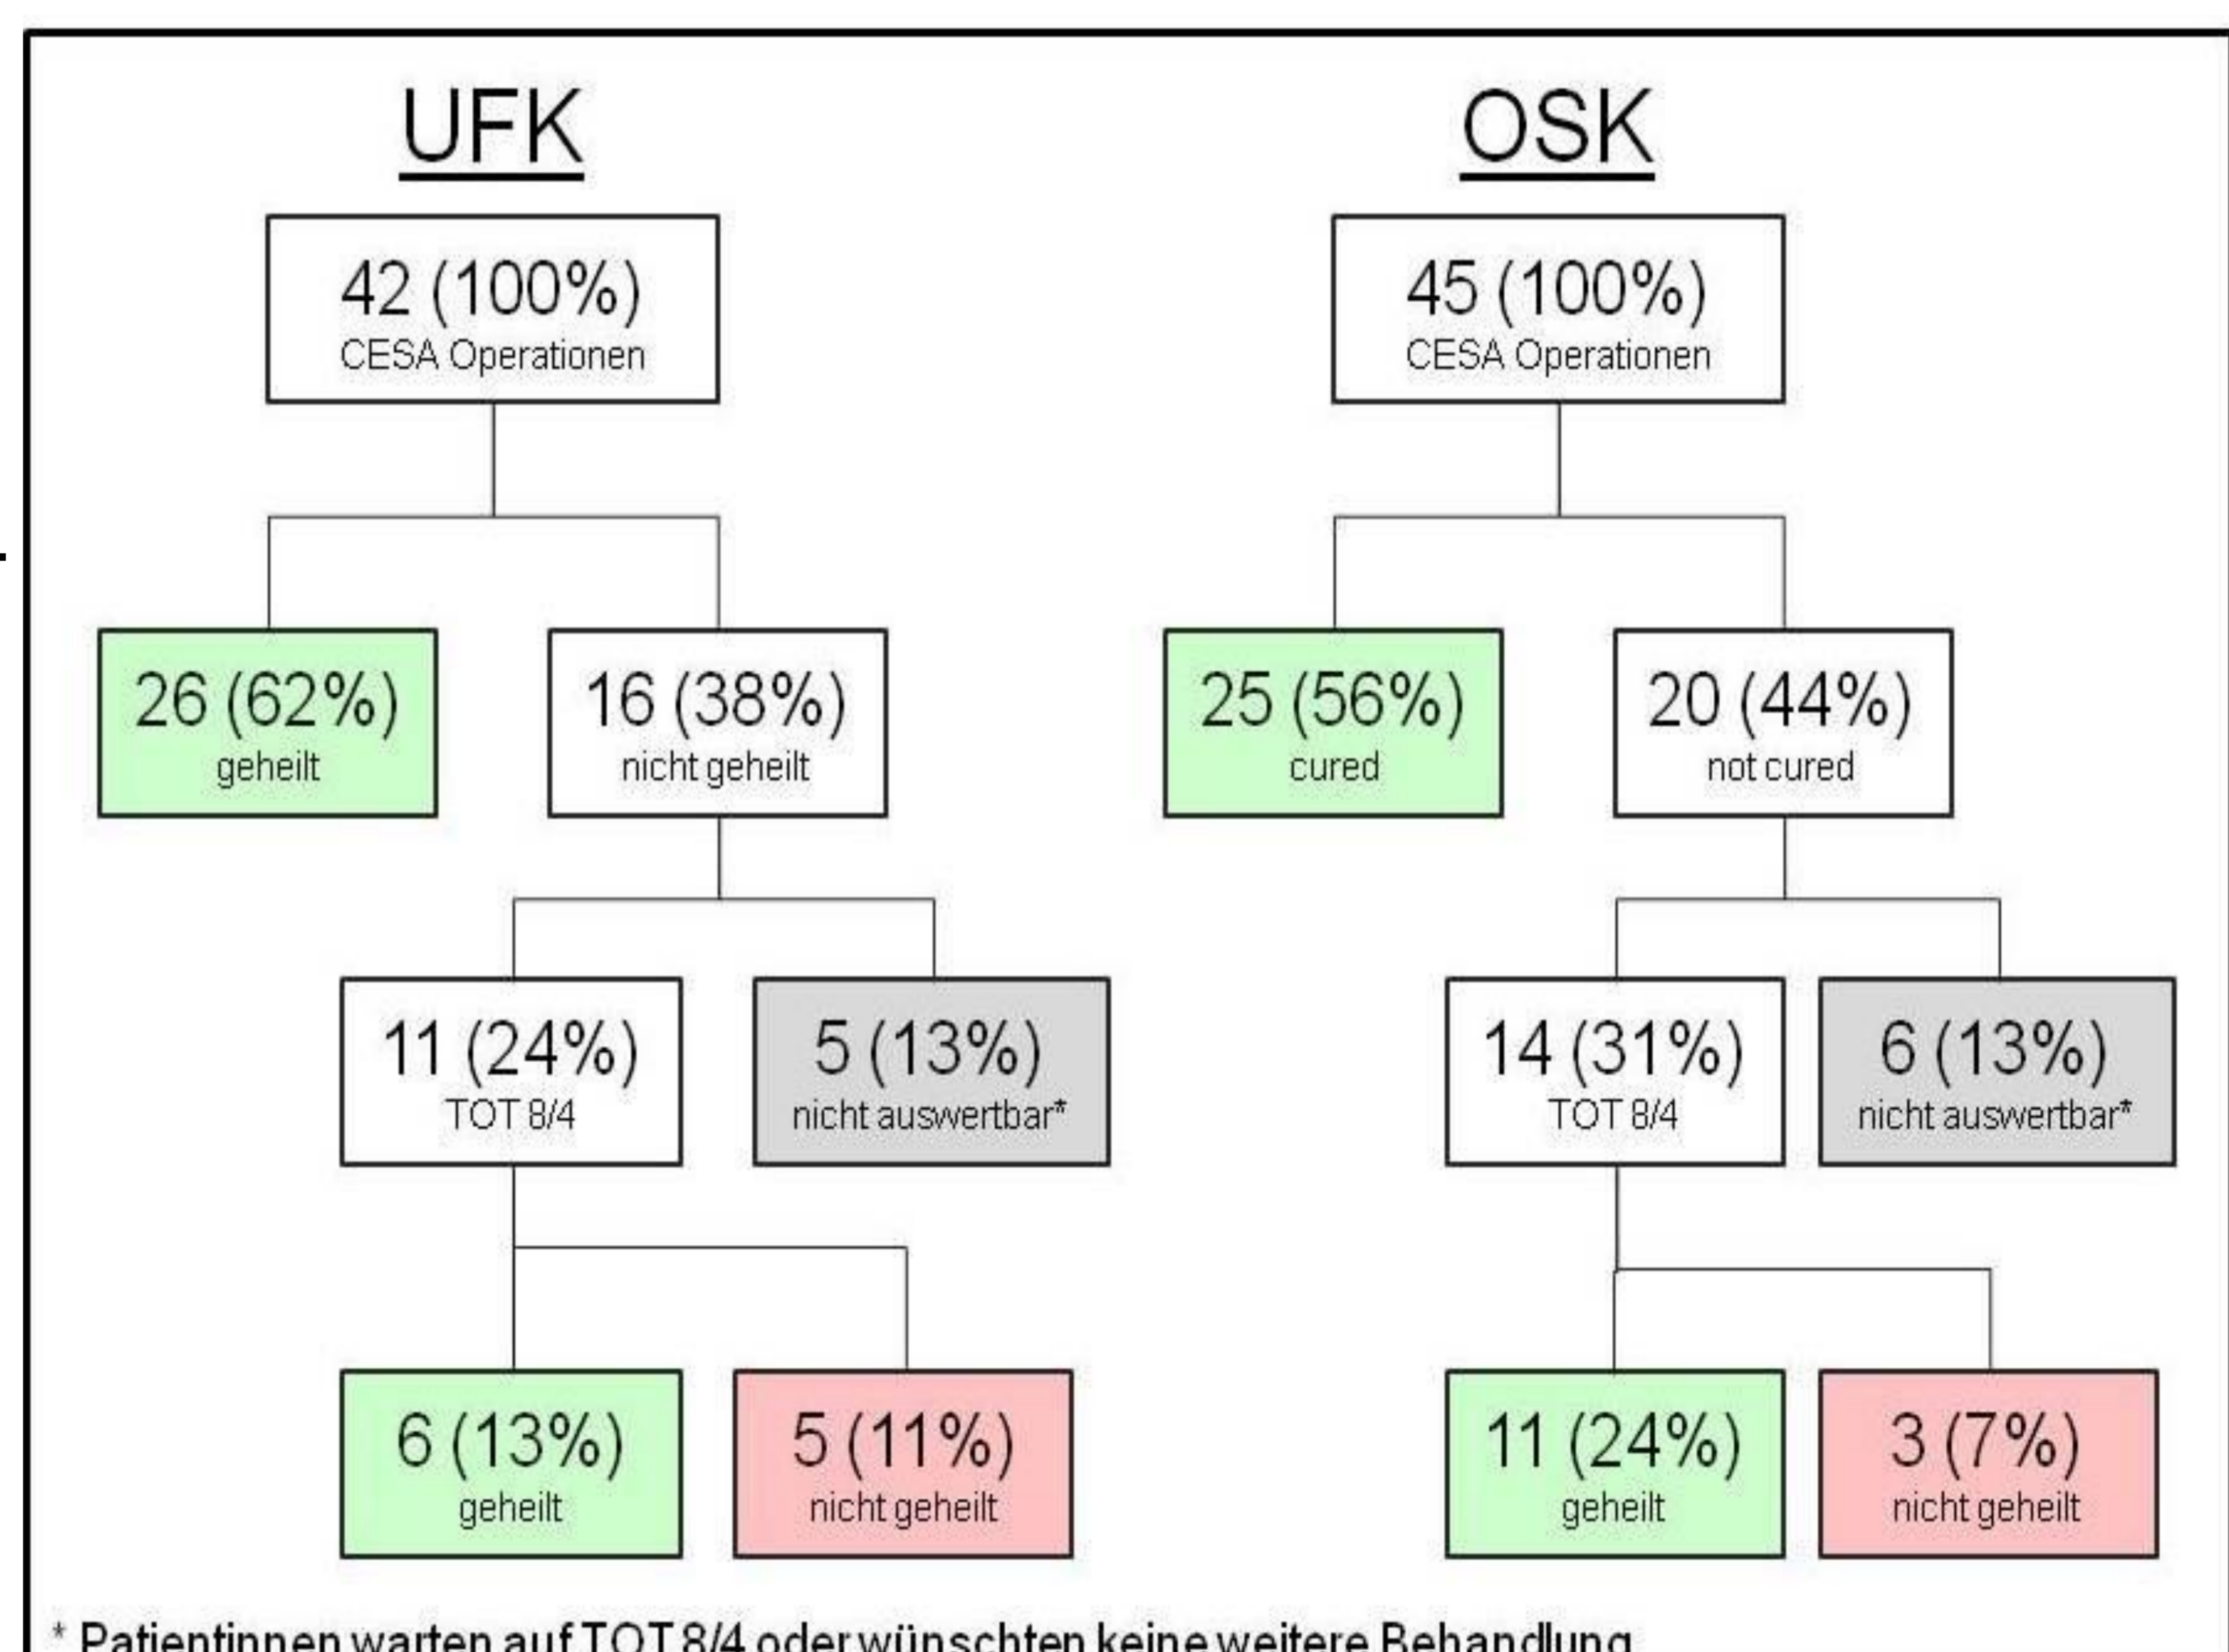 UFK
42 (100%)
CESA Operationen
26 (62%)
geheilt
16 (38%)
nicht geheilt
11 (24%)
TOT 8/4
5 (13%)
nicht auswertbar*
6 (13%)
geheilt
5 (11%)
nicht geheilt
OSK
45 (100%)
CESA Operationen
25 (56%)
cured
20 (44%)
not cured
14 (31%)
TOT 8/4
6 (13%)
nicht auswertbar*
11 (24%)
geheilt
3 (7%)
nicht geheilt
* Patientinnen warten auf TOT 8/4 oder wünschten keine weitere Behandlung